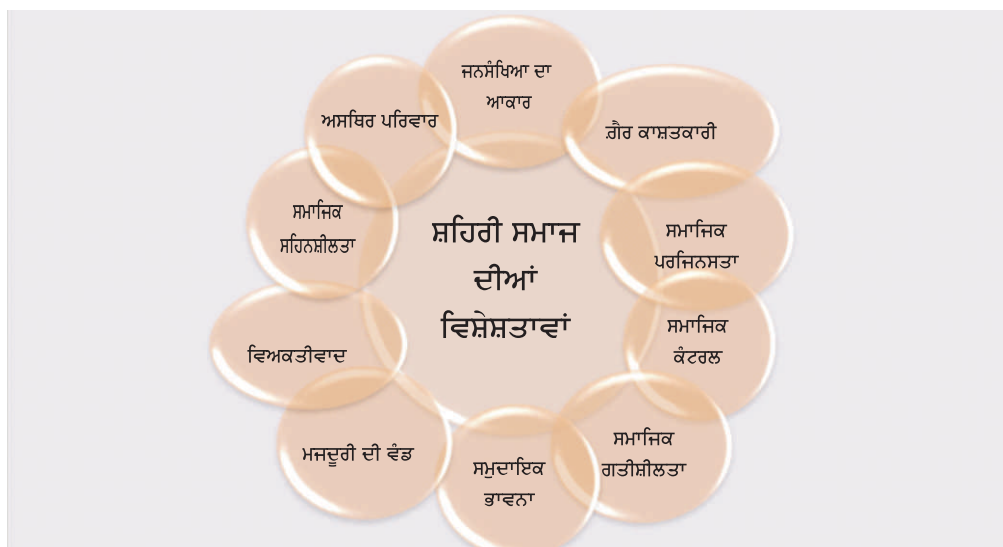 ਸ਼ਹਿਰੀ ਸਮਾਜ
ਦੀਆਂ
ਵਿਸ਼ੇਸ਼ਤਾਵਾਂ
ਜਨਸੰਖਿਆ ਦਾ
ਆਕਾਰ
ਗ਼ੈਰ ਕਾਸ਼ਤਕਾਰੀ
ਸਮਾਜਿਕ
ਪਰਜਿਨਸਤਾ
ਸਮਾਜਿਕ
ਕੰਟਰਲ
ਸਮਾਜਿਕ
ਗਤੀਸ਼ੀਲਤਾ
ਸਮੁਦਾਇਕ
ਭਾਵਨਾ
ਮਜਦੂਰੀ ਦੀ ਵੰਡ
ਵਿਅਕਤੀਵਾਦ
ਸਮਾਜਿਕ
ਸਹਿਨਸ਼ੀਲਤਾ
ਅਸਥਿਰ ਪਰਿਵਾਰ